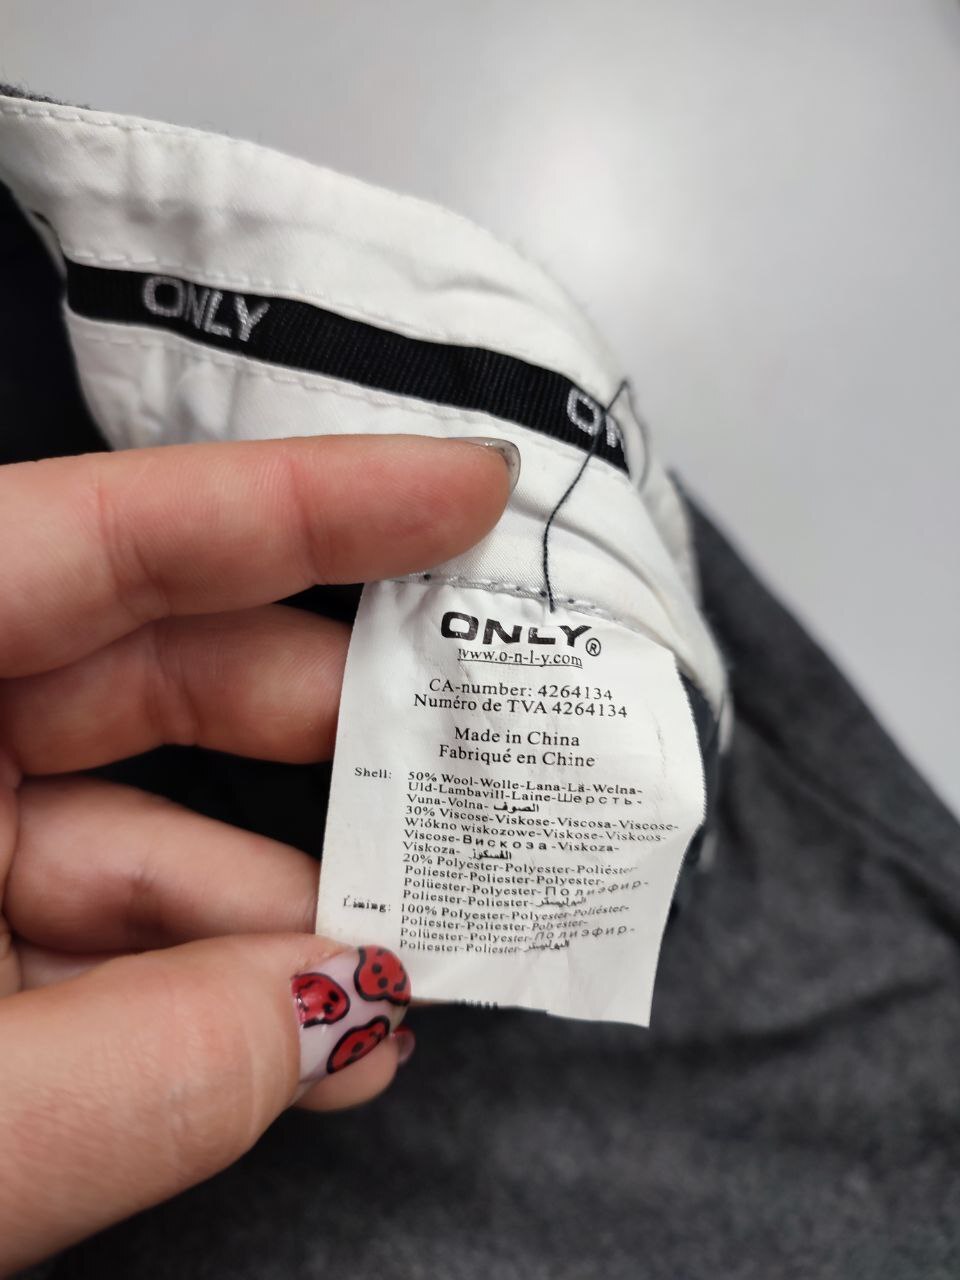 ONLY
ONLY
ONLY®
www.o-n-l-y.com
CA-number: 4264134
Numéro de TVA 4264134
Made in China
Fabriqué en Chine
Shell: 50% Wool-Wolle-Lana-Lã-Welna-
Uld-Lambavill-Laine-Шерсть-
Vuna-Volna- الصوف
30% Viscose-Viskose-Viscosa-Viscose-
Wlókno wiskozowe-Viskose-Viskoos-
Viscose-Вискоза-Viskoza-
Viskoza- الفسكوز
20% Polyester-Polyester-Poliéster-
Poliester-Poliester-Polyester-
Polüester-Polyester-Полиэфир-
Poliester-Poliester- البوليستر
Lining: 100% Polyester-Polyester-Poliéster-
Poliester-Poliester-Polyester-
Polüester-Polyester-Полиэфир-
Poliester-Poliester- البوليستر